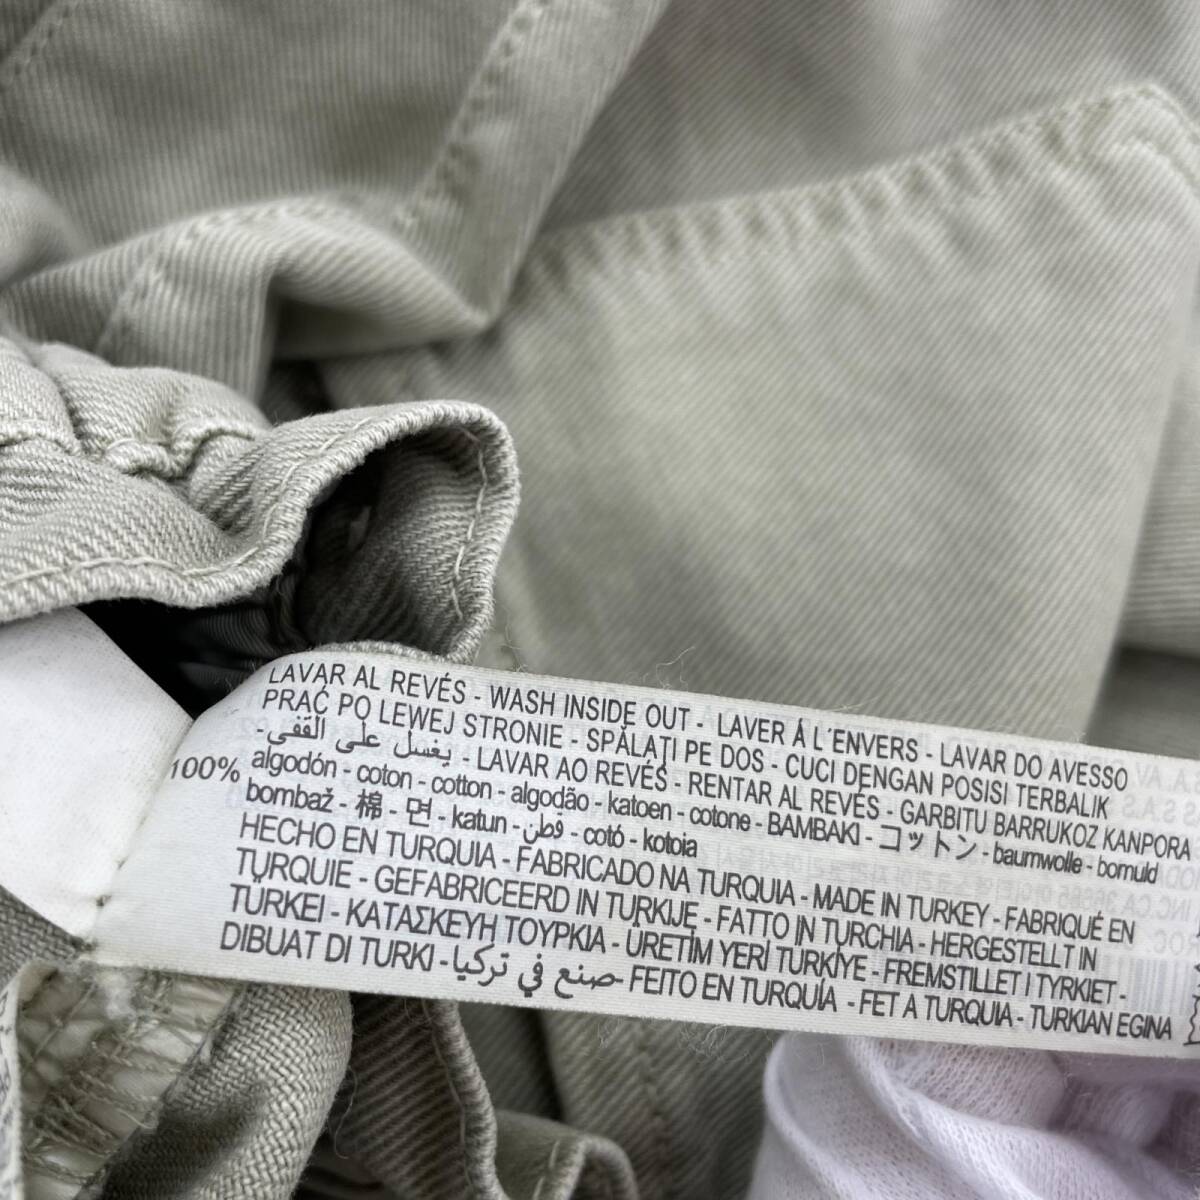 LAVAR AL REVÉS - WASH INSIDE OUT - LAVER Á L´ENVERS - LAVAR DO AVESSO
PRAĆ PO LEWEJ STRONIE - SPĂLAŢI PE DOS - CUCI DENGAN POSISI TERBALIK
يغسل على القفى - LAVAR AO REVÉS - RENTAR AL REVÉS - GARBITU BARRUKOZ KANPORA
100% algodón - coton - cotton - algodão - katoen - cotone - BAMBAKI - コットン - baumwolle - bomuld
bombaž - 棉 - 면 - katun - قطن - cotó - kotoia
HECHO EN TURQUIA - FABRICADO NA TURQUIA - MADE IN TURKEY - FABRIQUÉ EN
TURQUIE - GEFABRICEERD IN TURKIJE - FATTO IN TURCHIA - HERGESTELLT IN
TURKEI - ΚΑΤΑΣΚΕΥΗ ΤΟΥΡΚΙΑ - ÜRETİM YERİ TÜRKİYE - FREMSTILLET I TYRKIET -
DIBUAT DI TURKI - صنع في تركيا - FEITO EN TURQUÍA - FET A TURQUIA - TURKIAN EGINA